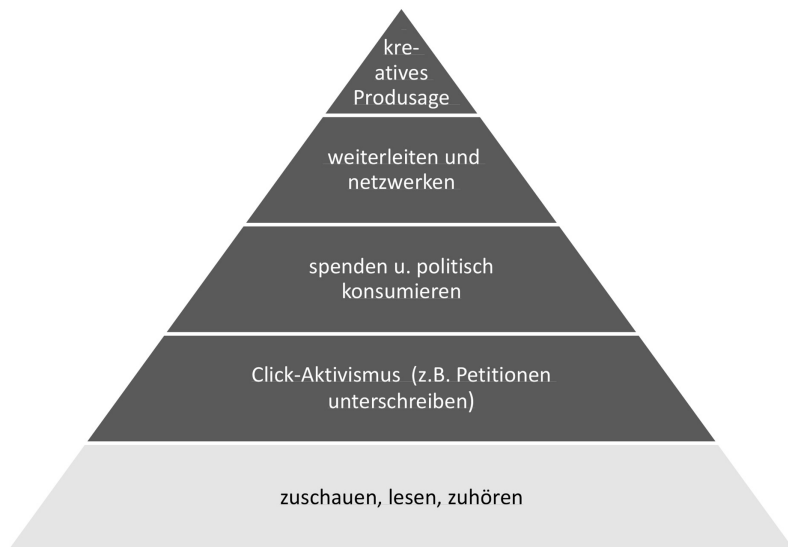 kre-
atives
Produsage
weiterleiten und
netzwerken
spenden u. politisch
konsumieren
Click-Aktivismus (z.B. Petitionen
unterschreiben)
zuschauen, lesen, zuhören